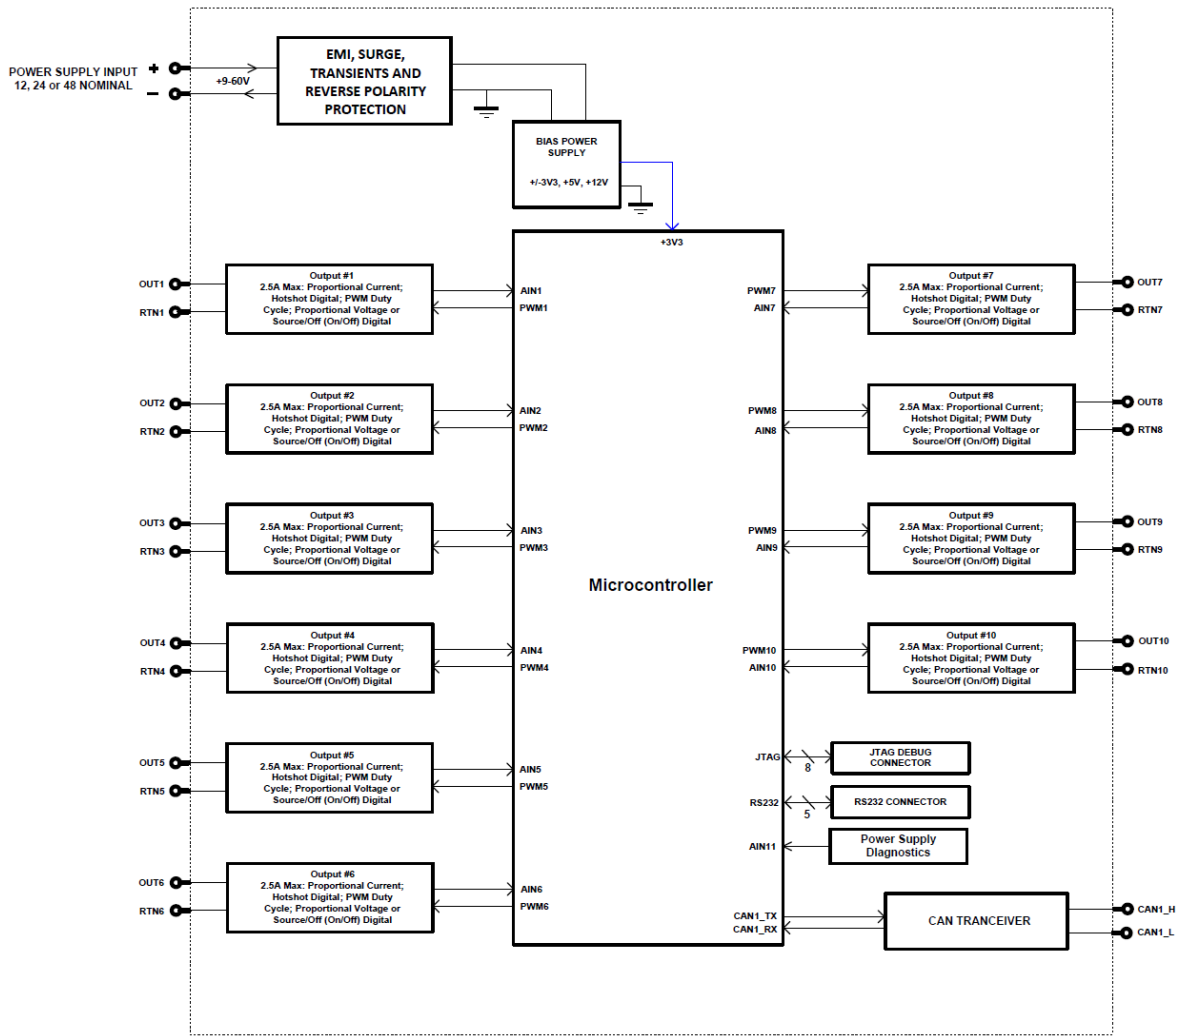 POWER SUPPLY INPUT
12, 24 or 48 NOMINAL
+
−
+9-60V
EMI, SURGE,
TRANSIENTS AND
REVERSE POLARITY
PROTECTION
BIAS POWER
SUPPLY
+/-3V3, +5V, +12V
+3V3
Microcontroller
OUT1
RTN1
Output #1
2.5A Max: Proportional Current;
Hotshot Digital; PWM Duty
Cycle; Proportional Voltage or
Source/Off (On/Off) Digital
AIN1
PWM1
OUT2
RTN2
Output #2
2.5A Max: Proportional Current;
Hotshot Digital; PWM Duty
Cycle; Proportional Voltage or
Source/Off (On/Off) Digital
AIN2
PWM2
OUT3
RTN3
Output #3
2.5A Max: Proportional Current;
Hotshot Digital; PWM Duty
Cycle; Proportional Voltage or
Source/Off (On/Off) Digital
AIN3
PWM3
OUT4
RTN4
Output #4
2.5A Max: Proportional Current;
Hotshot Digital; PWM Duty
Cycle; Proportional Voltage or
Source/Off (On/Off) Digital
AIN4
PWM4
OUT5
RTN5
Output #5
2.5A Max: Proportional Current;
Hotshot Digital; PWM Duty
Cycle; Proportional Voltage or
Source/Off (On/Off) Digital
AIN5
PWM5
OUT6
RTN6
Output #6
2.5A Max: Proportional Current;
Hotshot Digital; PWM Duty
Cycle; Proportional Voltage or
Source/Off (On/Off) Digital
AIN6
PWM6
PWM7
AIN7
Output #7
2.5A Max: Proportional Current;
Hotshot Digital; PWM Duty
Cycle; Proportional Voltage or
Source/Off (On/Off) Digital
OUT7
RTN7
PWM8
AIN8
Output #8
2.5A Max: Proportional Current;
Hotshot Digital; PWM Duty
Cycle; Proportional Voltage or
Source/Off (On/Off) Digital
OUT8
RTN8
PWM9
AIN9
Output #9
2.5A Max: Proportional Current;
Hotshot Digital; PWM Duty
Cycle; Proportional Voltage or
Source/Off (On/Off) Digital
OUT9
RTN9
PWM10
AIN10
Output #10
2.5A Max: Proportional Current;
Hotshot Digital; PWM Duty
Cycle; Proportional Voltage or
Source/Off (On/Off) Digital
OUT10
RTN10
JTAG
8
JTAG DEBUG
CONNECTOR
RS232
5
RS232 CONNECTOR
AIN11
Power Supply
Diagnostics
CAN1_TX
CAN1_RX
CAN TRANCEIVER
CAN1_H
CAN1_L